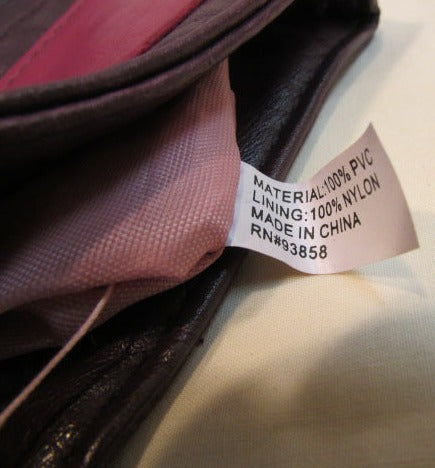 MATERIAL:100% PVC
LINING:100% NYLON
MADE IN CHINA
RN#93858